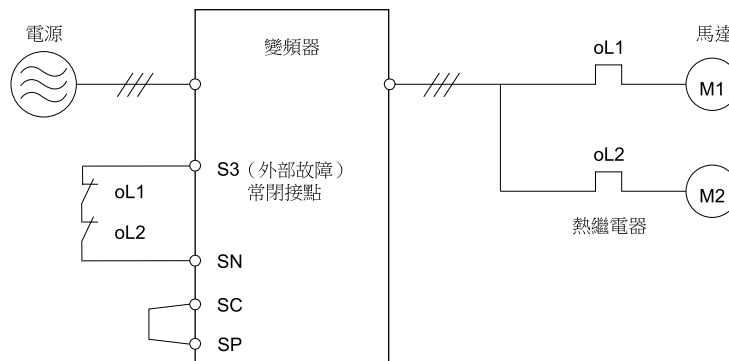 電源
變頻器
馬達
oL1
M1
S3（外部故障）
常閉接點
oL1
oL2
oL2
M2
熱繼電器
SN
SC
SP